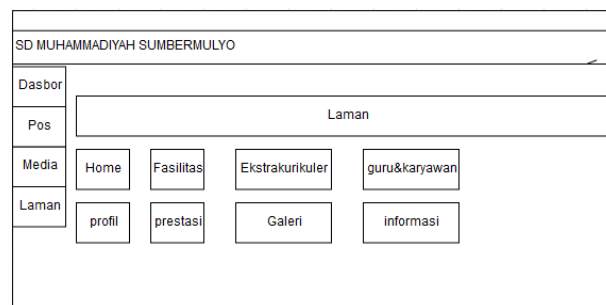 SD MUHAMMADIYAH SUMBERMULYO
Dasbor
Pos
Media
Laman
Laman
Home
Fasilitas
Ekstrakurikuler
guru&karyawan
profil
prestasi
Galeri
informasi